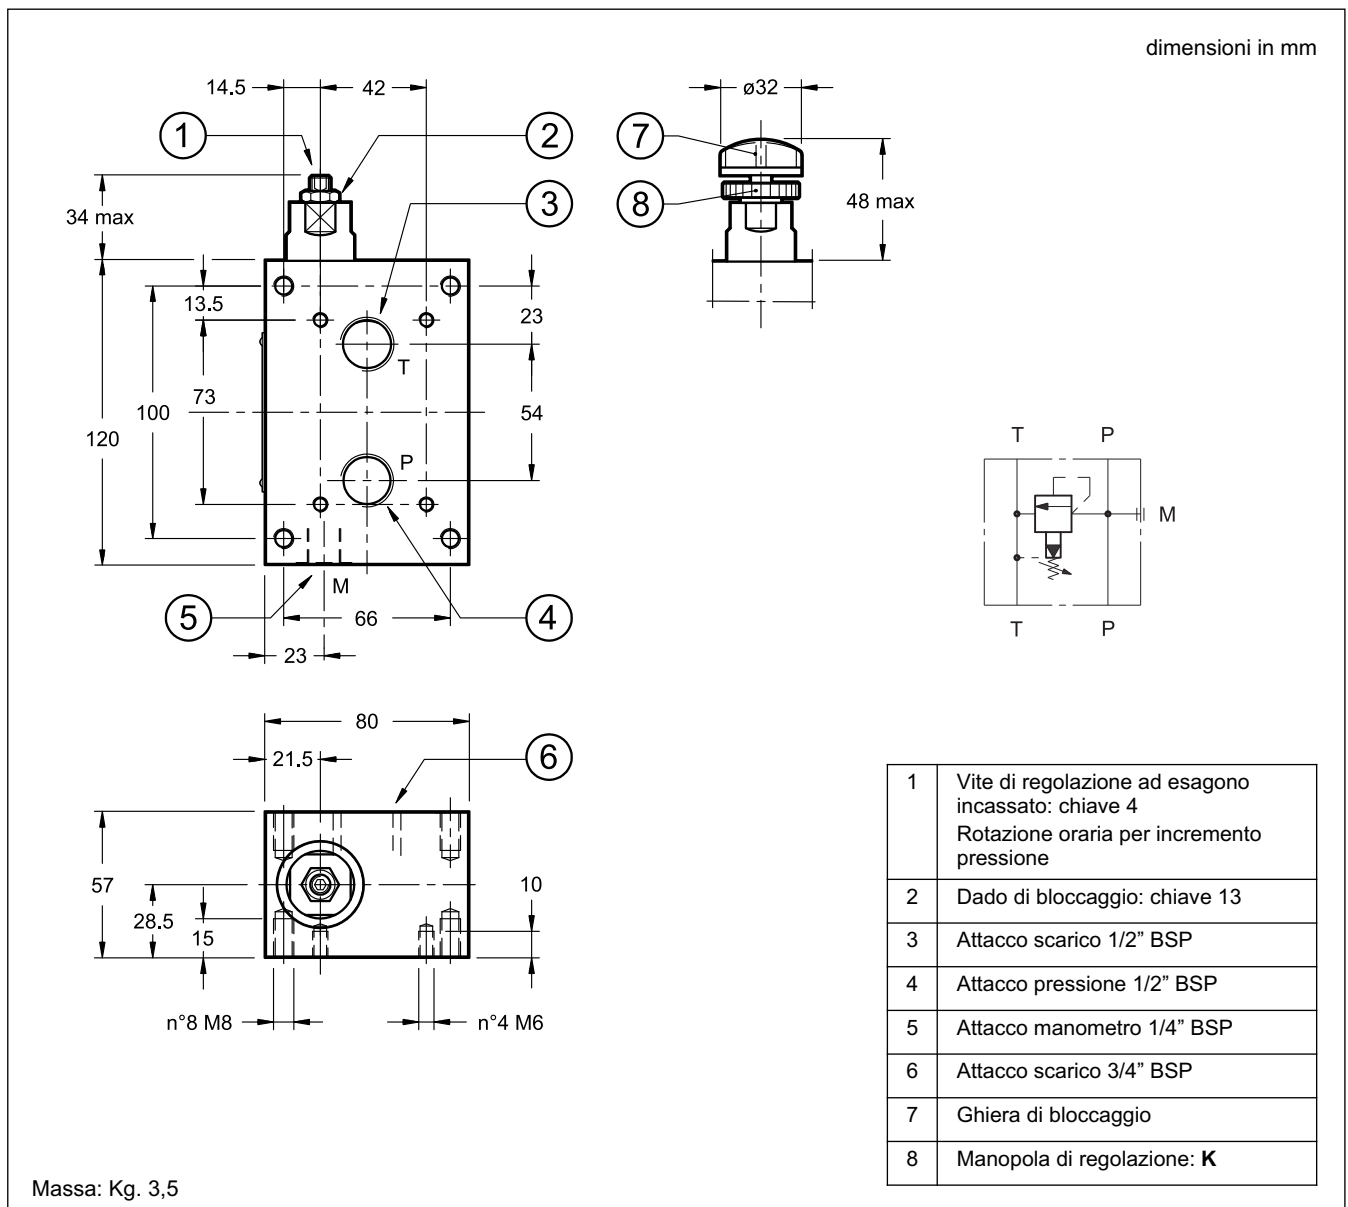 dimensioni in mm
14.5
42
ø32
1
2
7
3
8
34 max
48 max
13.5
23
T
73
100
54
120
P
T P
M
M
5
66
4
T P
23
80
21.5
6
57
10
28.5
15
n°8 M8
n°4 M6
1 Vite di regolazione ad esagono
incassato: chiave 4
Rotazione oraria per incremento
pressione
2 Dado di bloccaggio: chiave 13
3 Attacco scarico 1/2” BSP
4 Attacco pressione 1/2” BSP
5 Attacco manometro 1/4” BSP
6 Attacco scarico 3/4” BSP
7 Ghiera di bloccaggio
8 Manopola di regolazione: K
Massa: Kg. 3,5